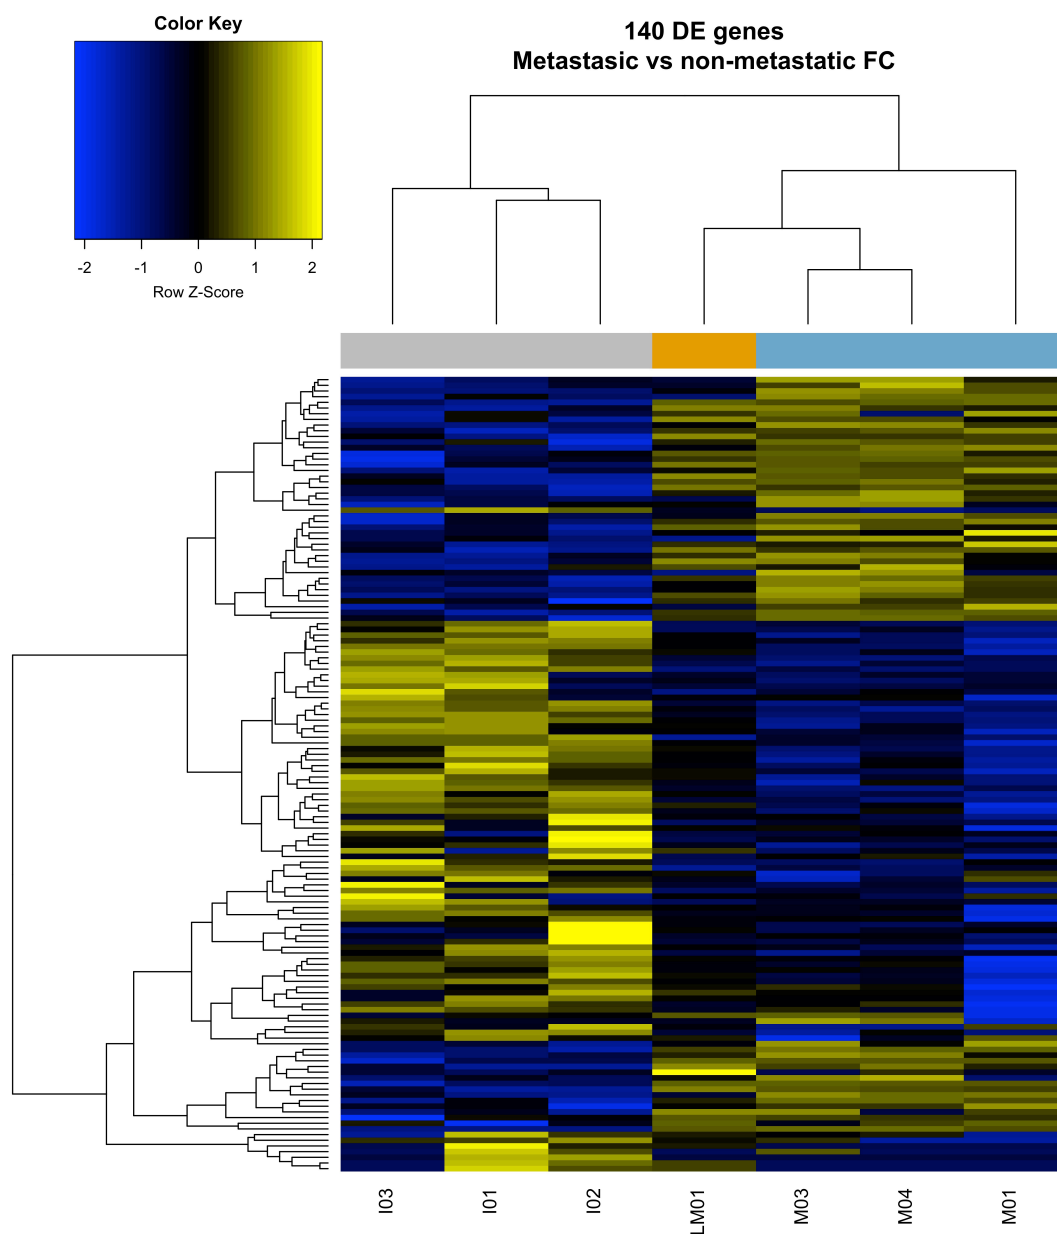 Color Key
-2 -1 0 1 2
Row Z-Score
140 DE genes
Metastasic vs non-metastatic FC
I03 I01 I02 LM01 M03 M04 M01